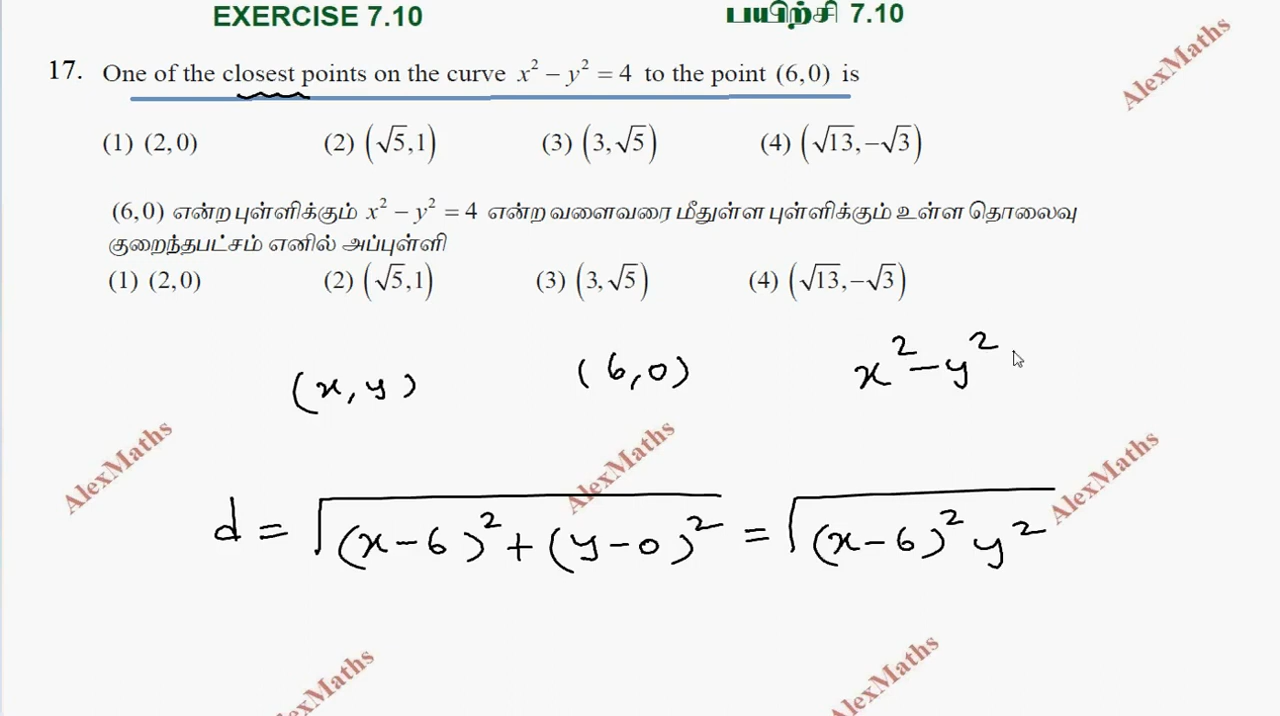 EXERCISE 7.10 பயிற்சி 7.10
17. One of the closest points on the curve x² − y² = 4 to the point (6,0) is
(1) (2,0) (2) (√5,1) (3) (3,√5) (4) (√13,−√3)
(6,0) என்ற புள்ளிக்கும் x² − y² = 4 என்ற வளைவரை மீதுள்ள புள்ளிக்கும் உள்ள தொலைவு
குறைந்தபட்சம் எனில் அப்புள்ளி
(1) (2,0) (2) (√5,1) (3) (3,√5) (4) (√13,−√3)
(x, y) (6,0) x² − y²
d = √((x−6)² + (y−0)²) = √((x−6)² y²)
AlexMaths
AlexMaths
AlexMaths
AlexMaths
AlexMaths
AlexMaths